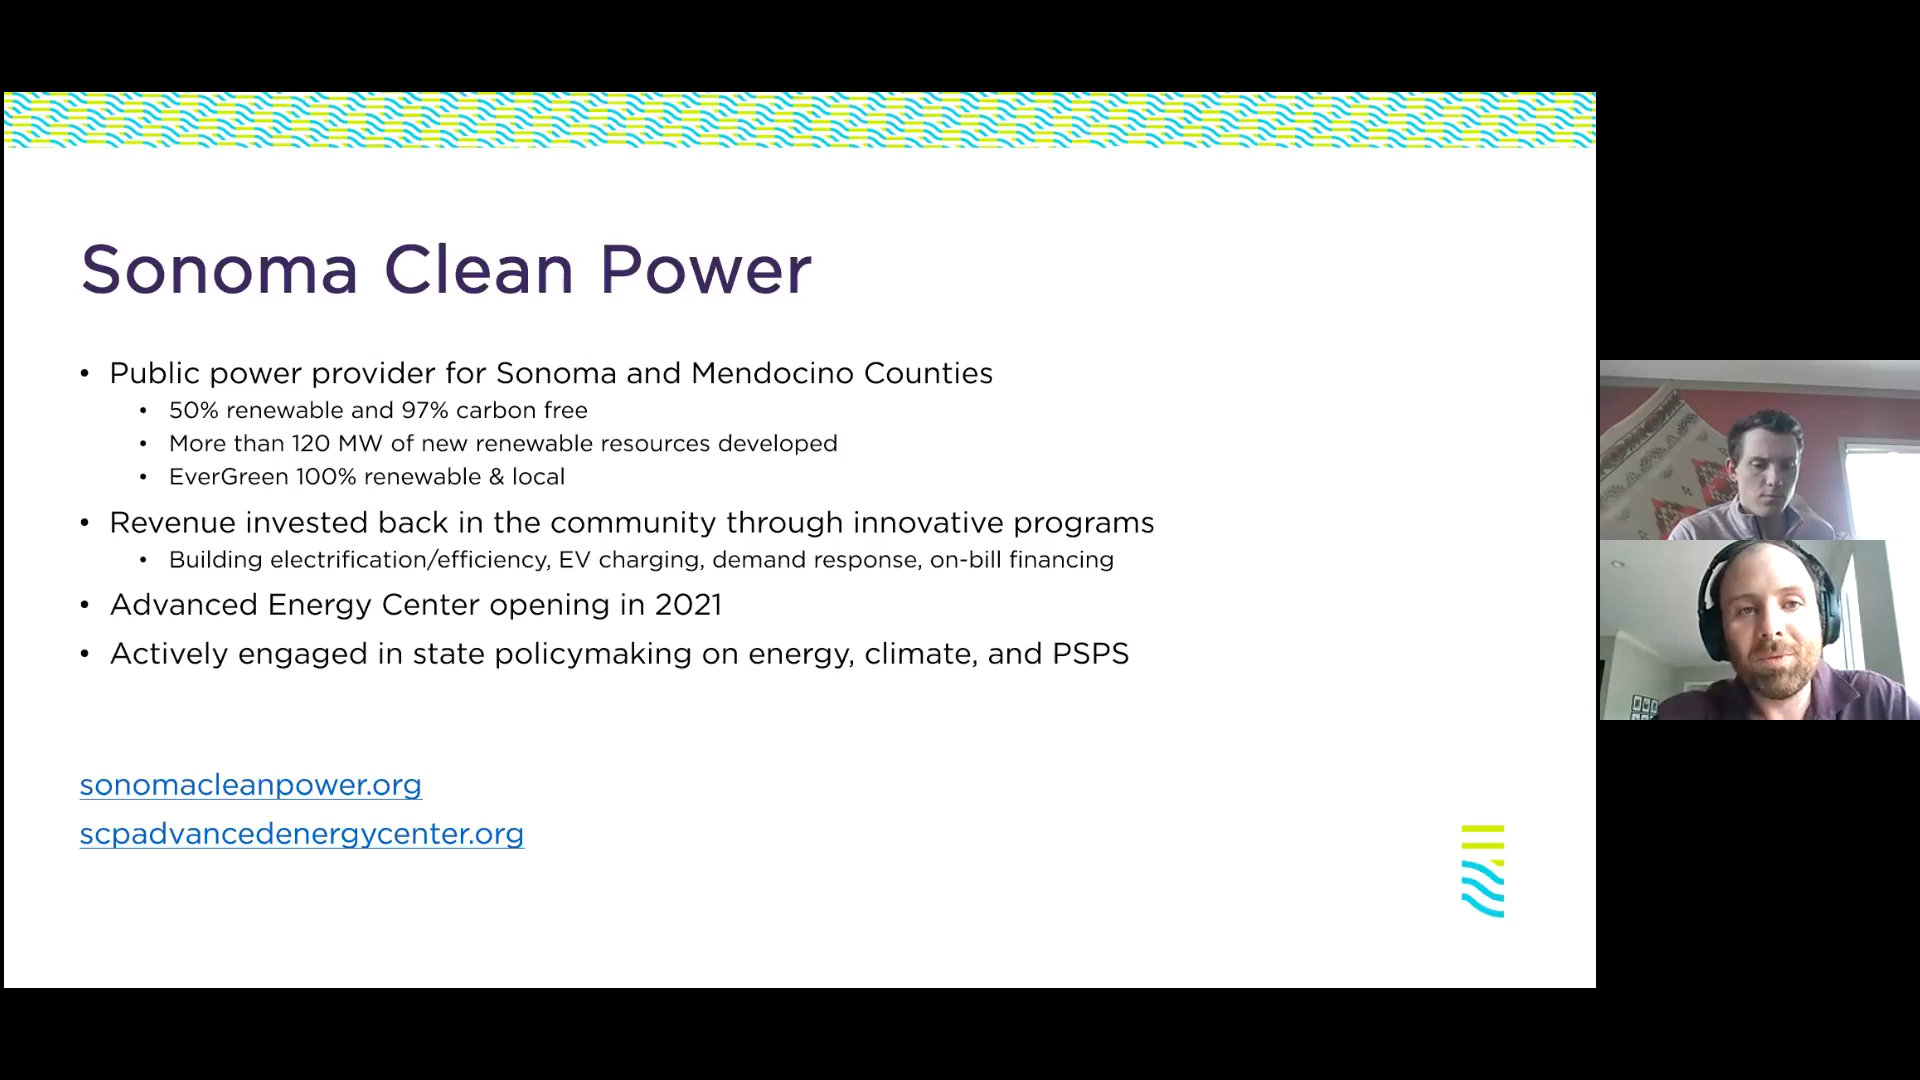 Sonoma Clean Power
• Public power provider for Sonoma and Mendocino Counties
• 50% renewable and 97% carbon free
• More than 120 MW of new renewable resources developed
• EverGreen 100% renewable & local
• Revenue invested back in the community through innovative programs
• Building electrification/efficiency, EV charging, demand response, on-bill financing
• Advanced Energy Center opening in 2021
• Actively engaged in state policymaking on energy, climate, and PSPS
sonomacleanpower.org
scpadvancedenergycenter.org